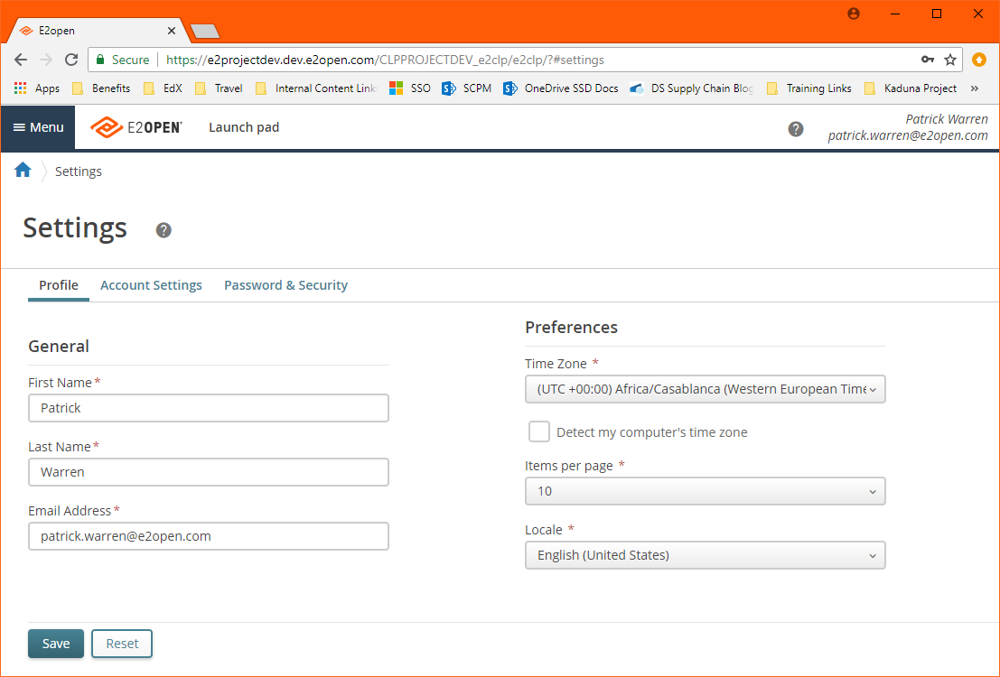 E2open
Secure https://e2projectdev.dev.e2open.com/CLPPROJECTDEV_e2clp/e2clp/?#settings
Apps Benefits EdX Travel Internal Content Link SSO SCPM OneDrive SSD Docs DS Supply Chain Blog Training Links Kaduna Project »
Menu E2OPEN Launch pad ? Patrick Warren
patrick.warren@e2open.com
Settings
Settings ?
Profile Account Settings Password & Security
General
First Name *
Patrick
Last Name *
Warren
Email Address *
patrick.warren@e2open.com
Preferences
Time Zone *
(UTC +00:00) Africa/Casablanca (Western European Time
Detect my computer's time zone
Items per page *
10
Locale *
English (United States)
Save Reset